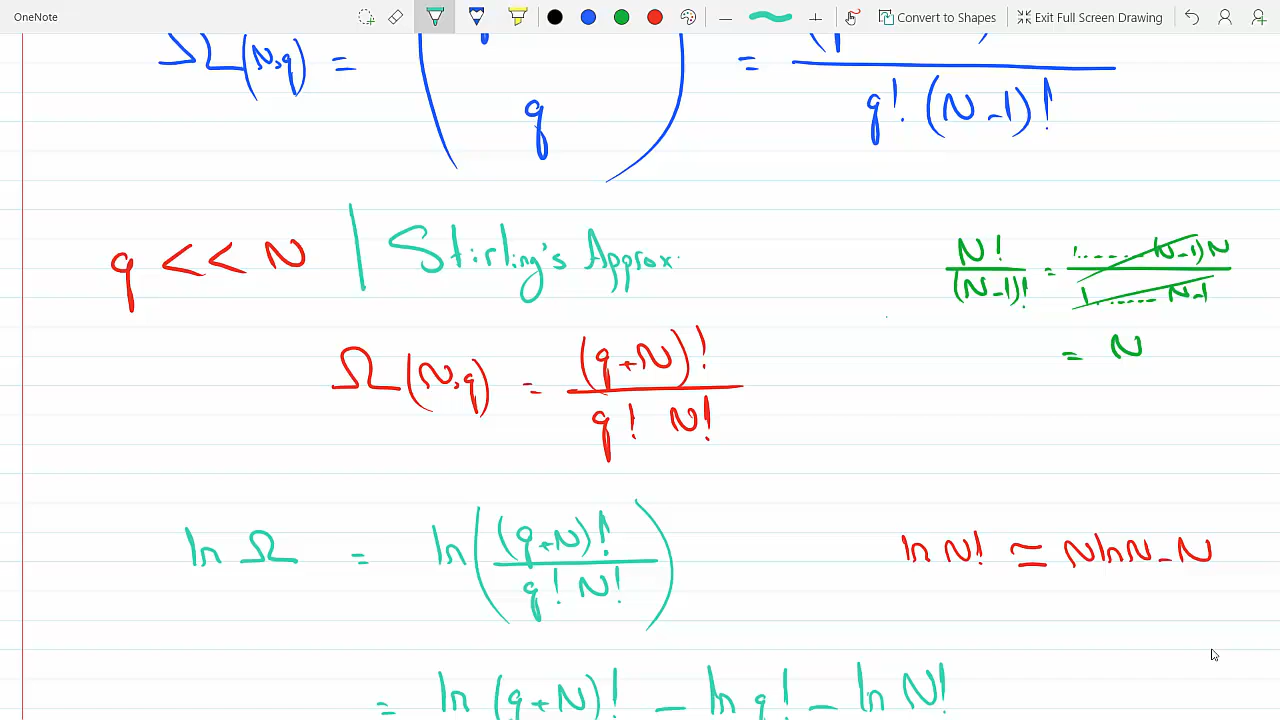 OneNote
Convert to Shapes
Exit Full Screen Drawing
Ω(N,q) = ( q ) = / q! (N-1)!
q << N | Stirling's Approx.
N! / (N-1)! = 1.......(N-1)N / 1.......N-1
= N
Ω(N,q) = (q+N)! / q! N!
ln Ω = ln( (q+N)! / q! N! )
ln N! ≃ N ln N - N
= ln (q+N)! - ln q! - ln N!